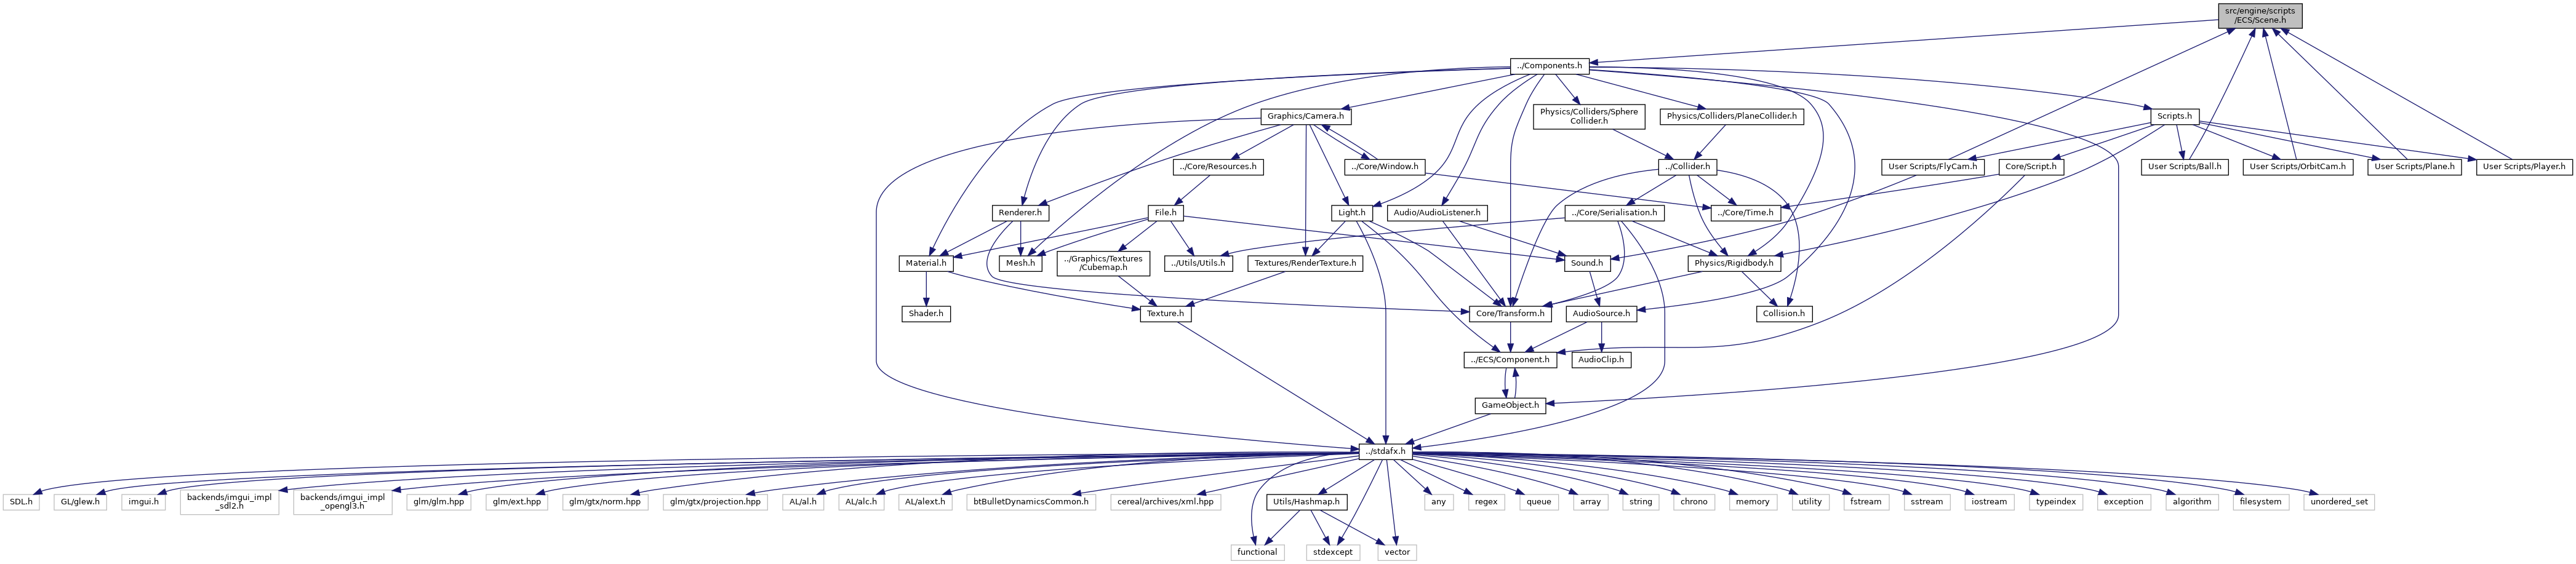 src/engine/scripts
/ECS/Scene.h
../Components.h
Graphics/Camera.h
Physics/Colliders/Sphere
Collider.h
Physics/Colliders/PlaneCollider.h
Scripts.h
../Core/Resources.h
../Core/Window.h
../Collider.h
User Scripts/FlyCam.h
Core/Script.h
User Scripts/Ball.h
User Scripts/OrbitCam.h
User Scripts/Plane.h
User Scripts/Player.h
Renderer.h
File.h
Light.h
Audio/AudioListener.h
../Core/Serialisation.h
../Core/Time.h
Material.h
Mesh.h
../Graphics/Textures
/Cubemap.h
../Utils/Utils.h
Textures/RenderTexture.h
Sound.h
Physics/Rigidbody.h
Shader.h
Texture.h
Core/Transform.h
AudioSource.h
Collision.h
../ECS/Component.h
AudioClip.h
GameObject.h
../stdafx.h
SDL.h
GL/glew.h
imgui.h
backends/imgui_impl
_sdl2.h
backends/imgui_impl
_opengl3.h
glm/glm.hpp
glm/ext.hpp
glm/gtx/norm.hpp
glm/gtx/projection.hpp
AL/al.h
AL/alc.h
AL/alext.h
btBulletDynamicsCommon.h
cereal/archives/xml.hpp
Utils/Hashmap.h
any
regex
queue
array
string
chrono
memory
utility
fstream
sstream
iostream
typeindex
exception
algorithm
filesystem
unordered_set
functional
stdexcept
vector